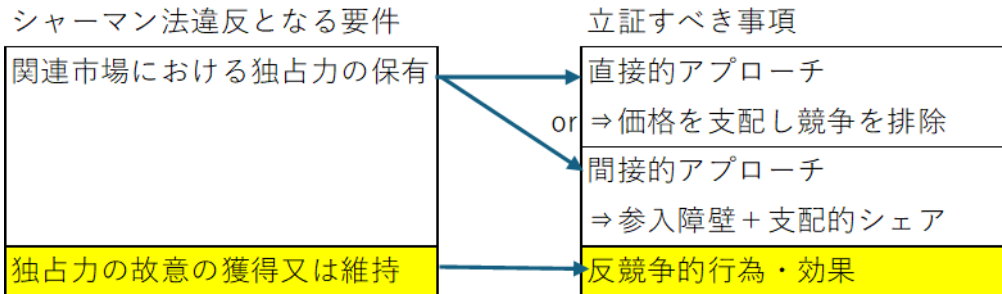 シャーマン法違反となる要件
立証すべき事項
関連市場における独占力の保有
直接的アプローチ
or
⇒価格を支配し競争を排除
間接的アプローチ
⇒参入障壁+支配的シェア
独占力の故意の獲得又は維持
反競争的行為・効果